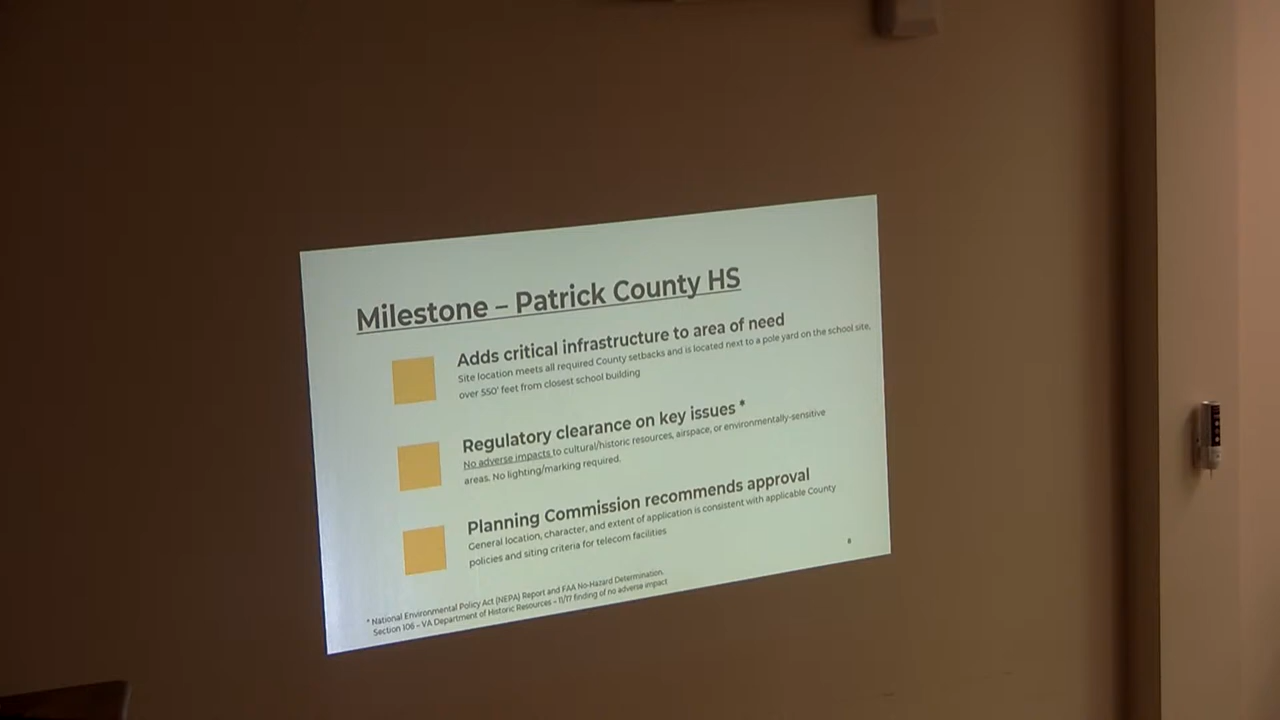 Milestone – Patrick County HS
Adds critical infrastructure to area of need
Site location meets all required County setbacks and is located next to a pole yard on the school site,
over 550' feet from closest school building
Regulatory clearance on key issues *
No adverse impacts to cultural/historic resources, airspace, or environmentally-sensitive
areas. No lighting/marking required.
Planning Commission recommends approval
General location, character, and extent of application is consistent with applicable County
policies and siting criteria for telecom facilities
8
* National Environmental Policy Act (NEPA) Report and FAA No-Hazard Determination.
Section 106 – VA Department of Historic Resources – 11/17 finding of no adverse impact